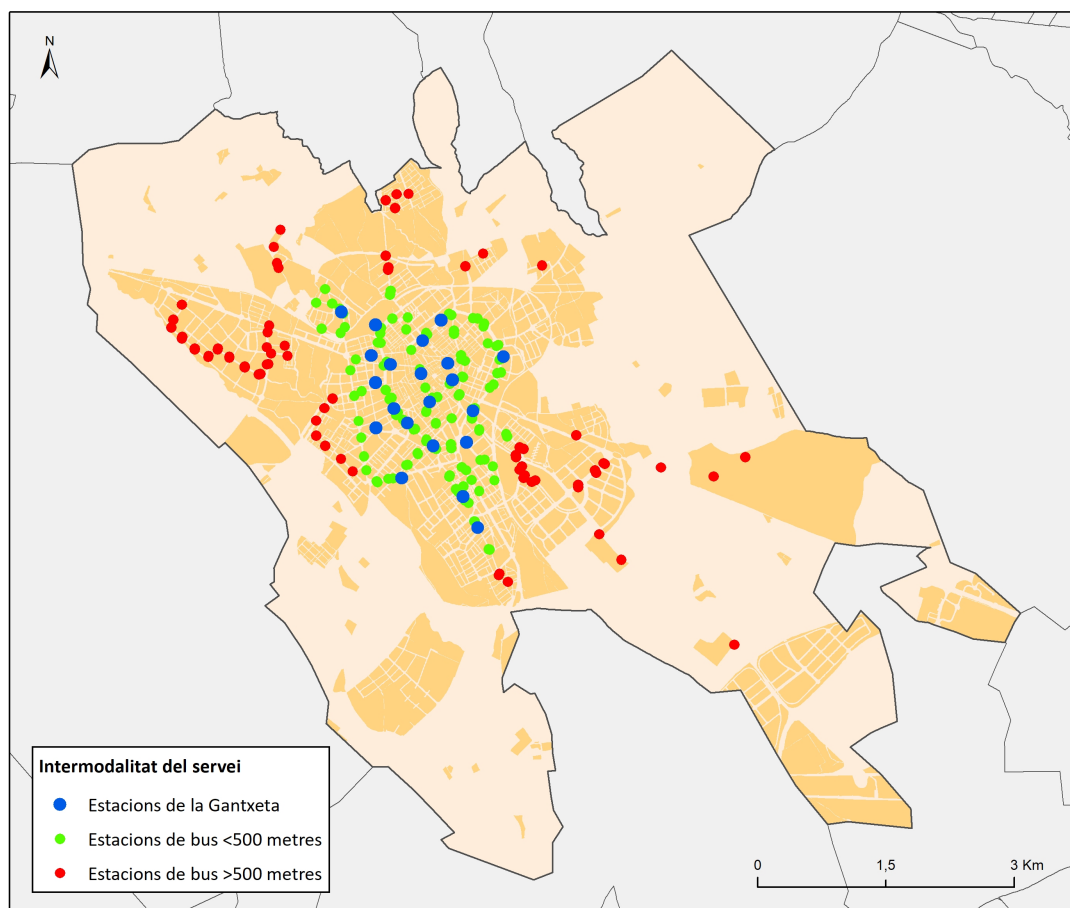 N
Intermodalitat del servei
Estacions de la Gantxeta
Estacions de bus <500 metres
Estacions de bus >500 metres
0 1,5 3 Km